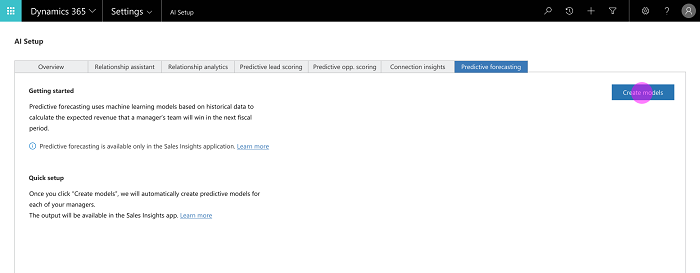 Dynamics 365 Settings AI Setup
AI Setup
Overview Relationship assistant Relationship analytics Predictive lead scoring Predictive opp. scoring Connection insights Predictive forecasting
Getting started
Create models
Predictive forecasting uses machine learning models based on historical data to
calculate the expected revenue that a manager's team will win in the next fiscal
period.
Predictive forecasting is available only in the Sales Insights application. Learn more
Quick setup
Once you click "Create models", we will automatically create predictive models for
each of your managers.
The output will be available in the Sales Insights app. Learn more